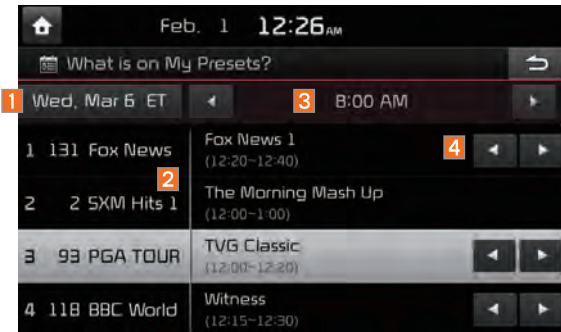 Feb. 1 12:26AM
What is on My Presets?
1 Wed, Mar 6 ET 3 8:00 AM
1 131 Fox News Fox News 1 4
(12:20~12:40)
2
2 2 SXM Hits 1 The Morning Mash Up
(12:00~1:00)
3 93 PGA TOUR TVG Classic
(12:00~12:20)
4 118 BBC World Witness
(12:15~12:30)